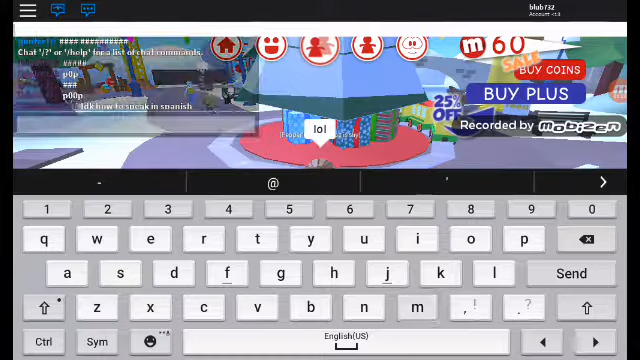 blub732
Account: <13
########## ##########
Chat '/?' or '/help' for a list of chat commands.
#####
p0p
###
p00p
Idk how to speak in spanish
m 60
SALE
BUY COINS
BUY PLUS
25% OFF
Recorded by mobizen
lol
- @ '
1 2 3 4 5 6 7 8 9 0
q w e r t y u i o p
a s d f g h j k l Send
z x c v b n m , ! . ?
Ctrl Sym English(US)